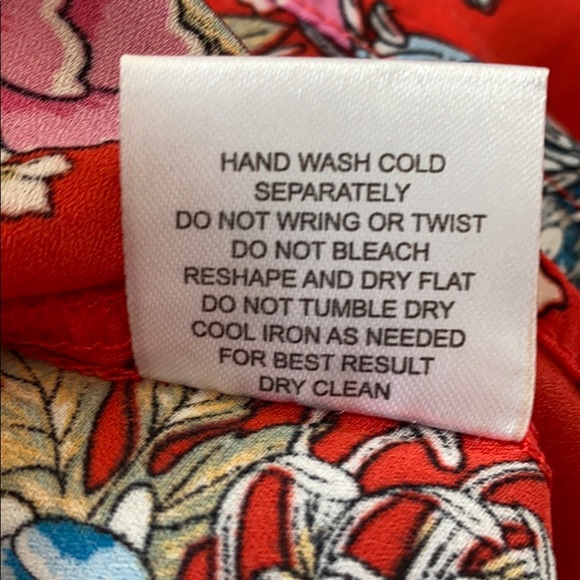 HAND WASH COLD
SEPARATELY
DO NOT WRING OR TWIST
DO NOT BLEACH
RESHAPE AND DRY FLAT
DO NOT TUMBLE DRY
COOL IRON AS NEEDED
FOR BEST RESULT
DRY CLEAN